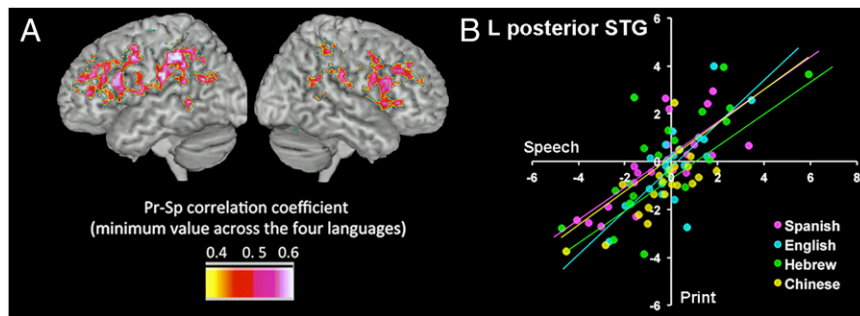 A
Pr-Sp correlation coefficient
(minimum value across the four languages)
0.4 0.5 0.6
B L posterior STG
6
4
2
Speech
-6 -4 -2 0 2 4 6 8
-2
-4
-6
Print
Spanish
English
Hebrew
Chinese